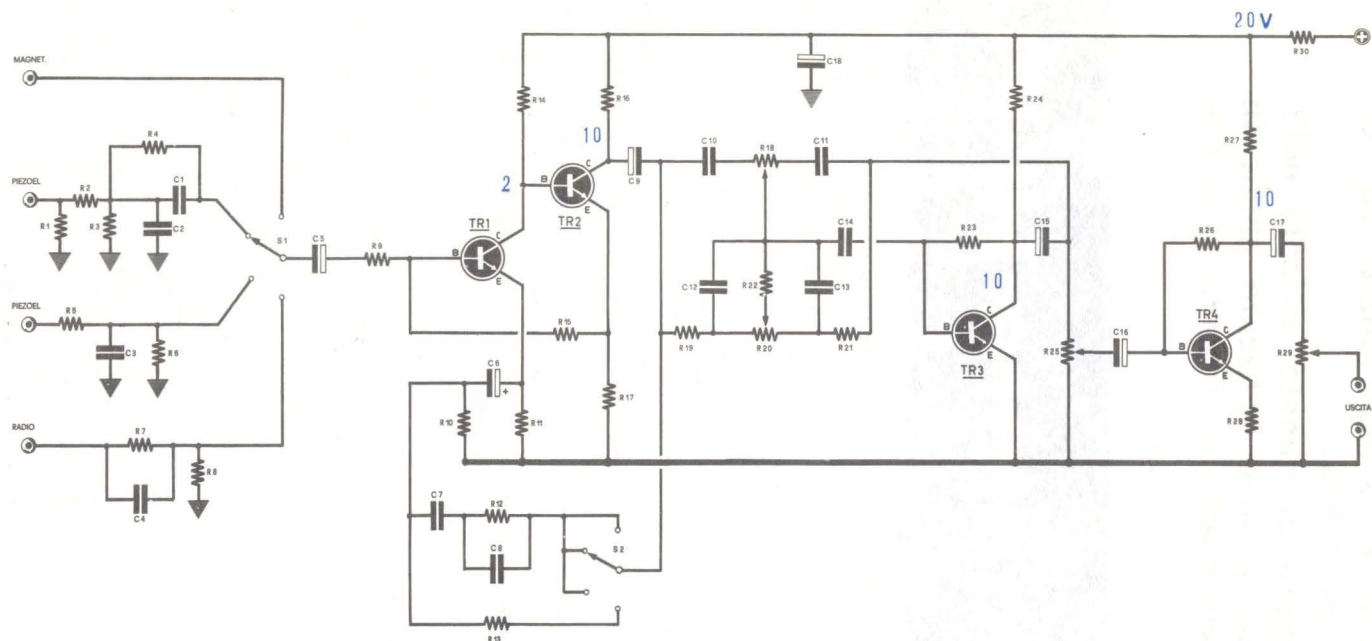 20V
R30
MAGNET.
C18
R14
R16
R24
R4
R27
10
C10
R18
C11
PIEZOEL
R2
C1
C
C9
2
B
TR2
E
10
R1
R3
C2
S1
C5
R9
TR1
C
B
E
C14
R23
C15
R26
C17
C12
R22
C13
10
PIEZOEL
R5
C3
R6
R15
R19
R20
R21
C
B
TR3
E
R25
C16
TR4
C
B
E
R29
C6
+
R10
R11
R17
R28
USCITA
RADIO
R7
R8
C4
C7
R12
C8
S2
R13